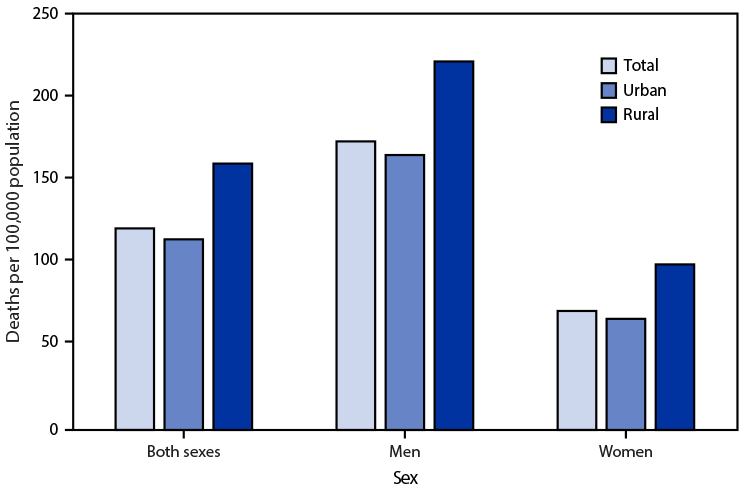 250
200
150
100
50
0
Deaths per 100,000 population
Total
Urban
Rural
Both sexes
Men
Women
Sex